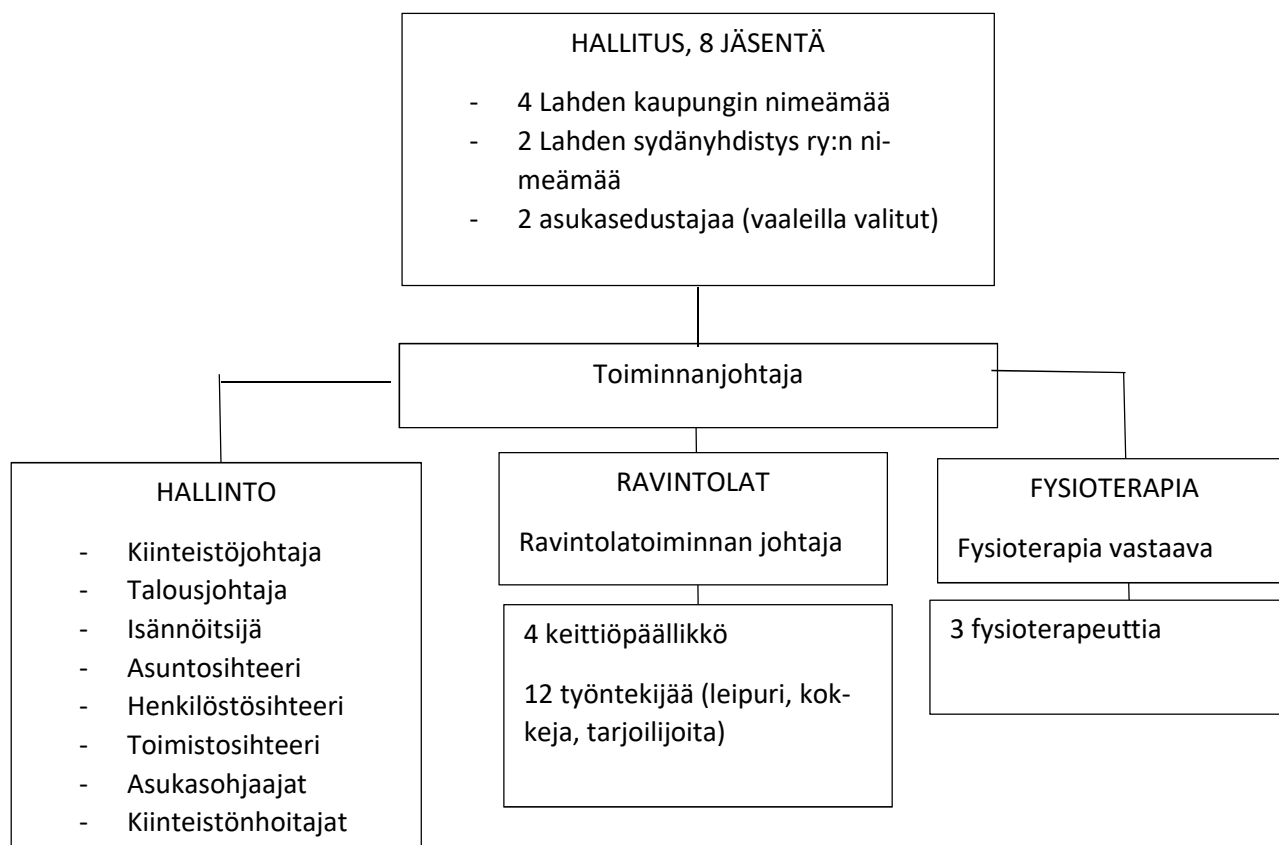 HALLITUS, 8 JÄSENTÄ
- 4 Lahden kaupungin nimeämää
- 2 Lahden sydänyhdistys ry:n ni-
meämää
- 2 asukasedustajaa (vaaleilla valitut)
Toiminnanjohtaja
HALLINTO
- Kiinteistöjohtaja
- Talousjohtaja
- Isännöitsijä
- Asuntosihteeri
- Henkilöstösihteeri
- Toimistosihteeri
- Asukasohjaajat
- Kiinteistönhoitajat
RAVINTOLAT
Ravintolatoiminnan johtaja
4 keittiöpäällikkö
12 työntekijää (leipuri, kok-
keja, tarjoilijoita)
FYSIOTERAPIA
Fysioterapia vastaava
3 fysioterapeuttia